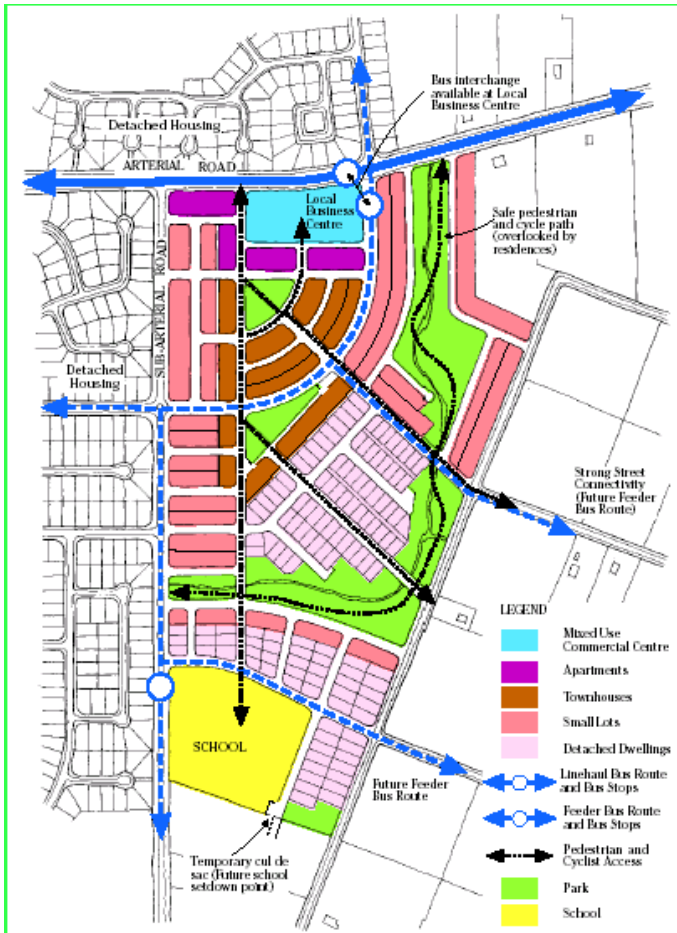 Bus interchange
available at Local
Business Centre
Detached Housing
ARTERIAL ROAD
Local
Business
Centre
Safe pedestrian
and cycle path
(overlooked by
residences)
SUB-ARTERIAL ROAD
Detached
Housing
Strong Street
Connectivity
(Future Feeder
Bus Route)
SCHOOL
Future Feeder
Bus Route
Temporary cul de
sac (Future school
setdown point)
LEGEND
Mixed Use
Commercial Centre
Apartments
Townhouses
Small Lots
Detached Dwellings
Linehaul Bus Route
and Bus Stops
Feeder Bus Route
and Bus Stops
Pedestrian and
Cyclist Access
Park
School